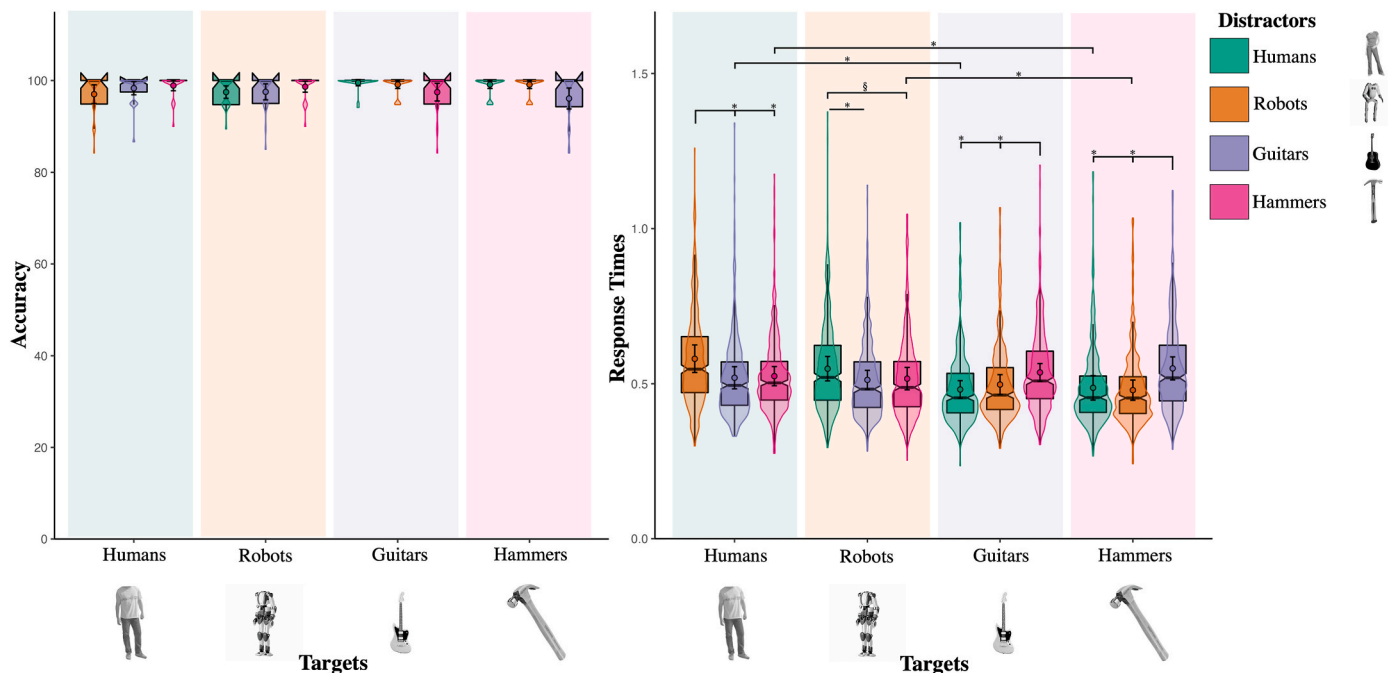 Accuracy
100
80
60
40
20
0
Humans
Robots
Guitars
Hammers
Targets
Response Times
1.5
1.0
0.5
0.0
*
*
*
§
*
*
*
*
*
*
*
Humans
Robots
Guitars
Hammers
Targets
Distractors
Humans
Robots
Guitars
Hammers